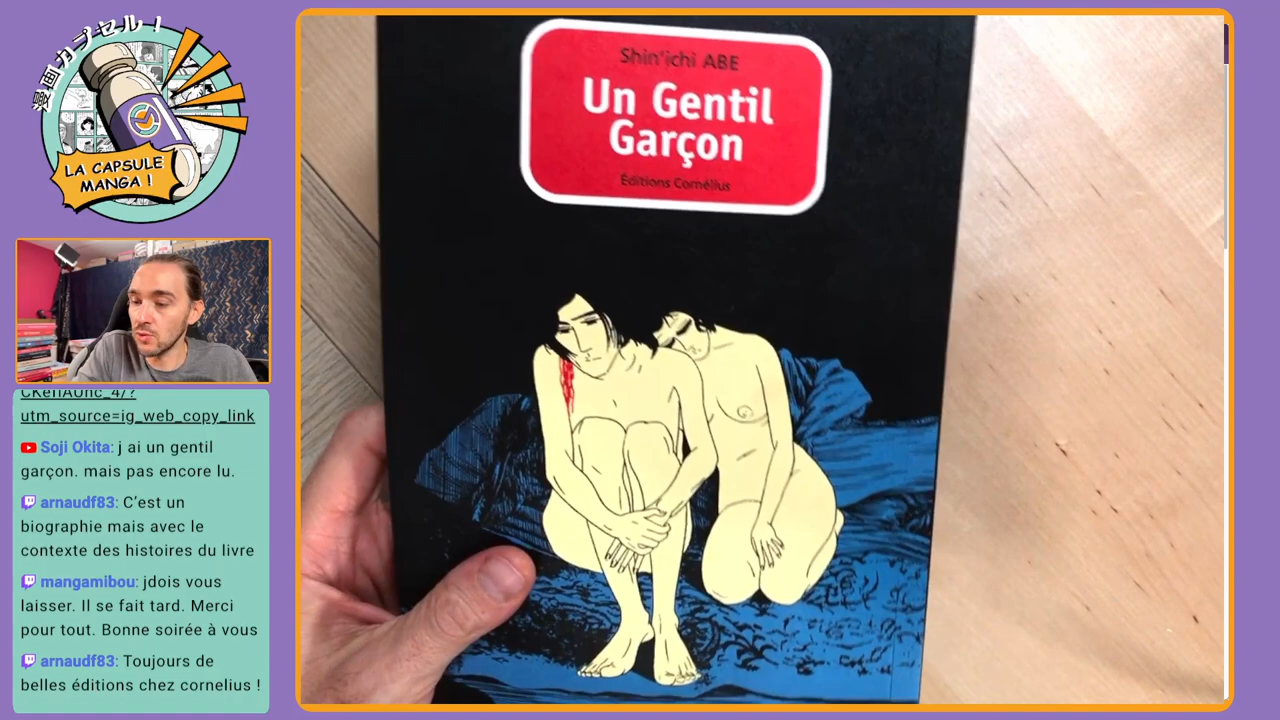 漫画カプセル！
LA CAPSULE
MANGA !
utm_source=ig_web_copy_link
Soji Okita: j ai un gentil
garçon. mais pas encore lu.
arnaudf83: C’est un
biographie mais avec le
contexte des histoires du livre
mangamibou: jdois vous
laisser. Il se fait tard. Merci
pour tout. Bonne soirée à vous
arnaudf83: Toujours de
belles éditions chez cornelius !
Shin'ichi ABE
Un Gentil
Garçon
Éditions Cornélius